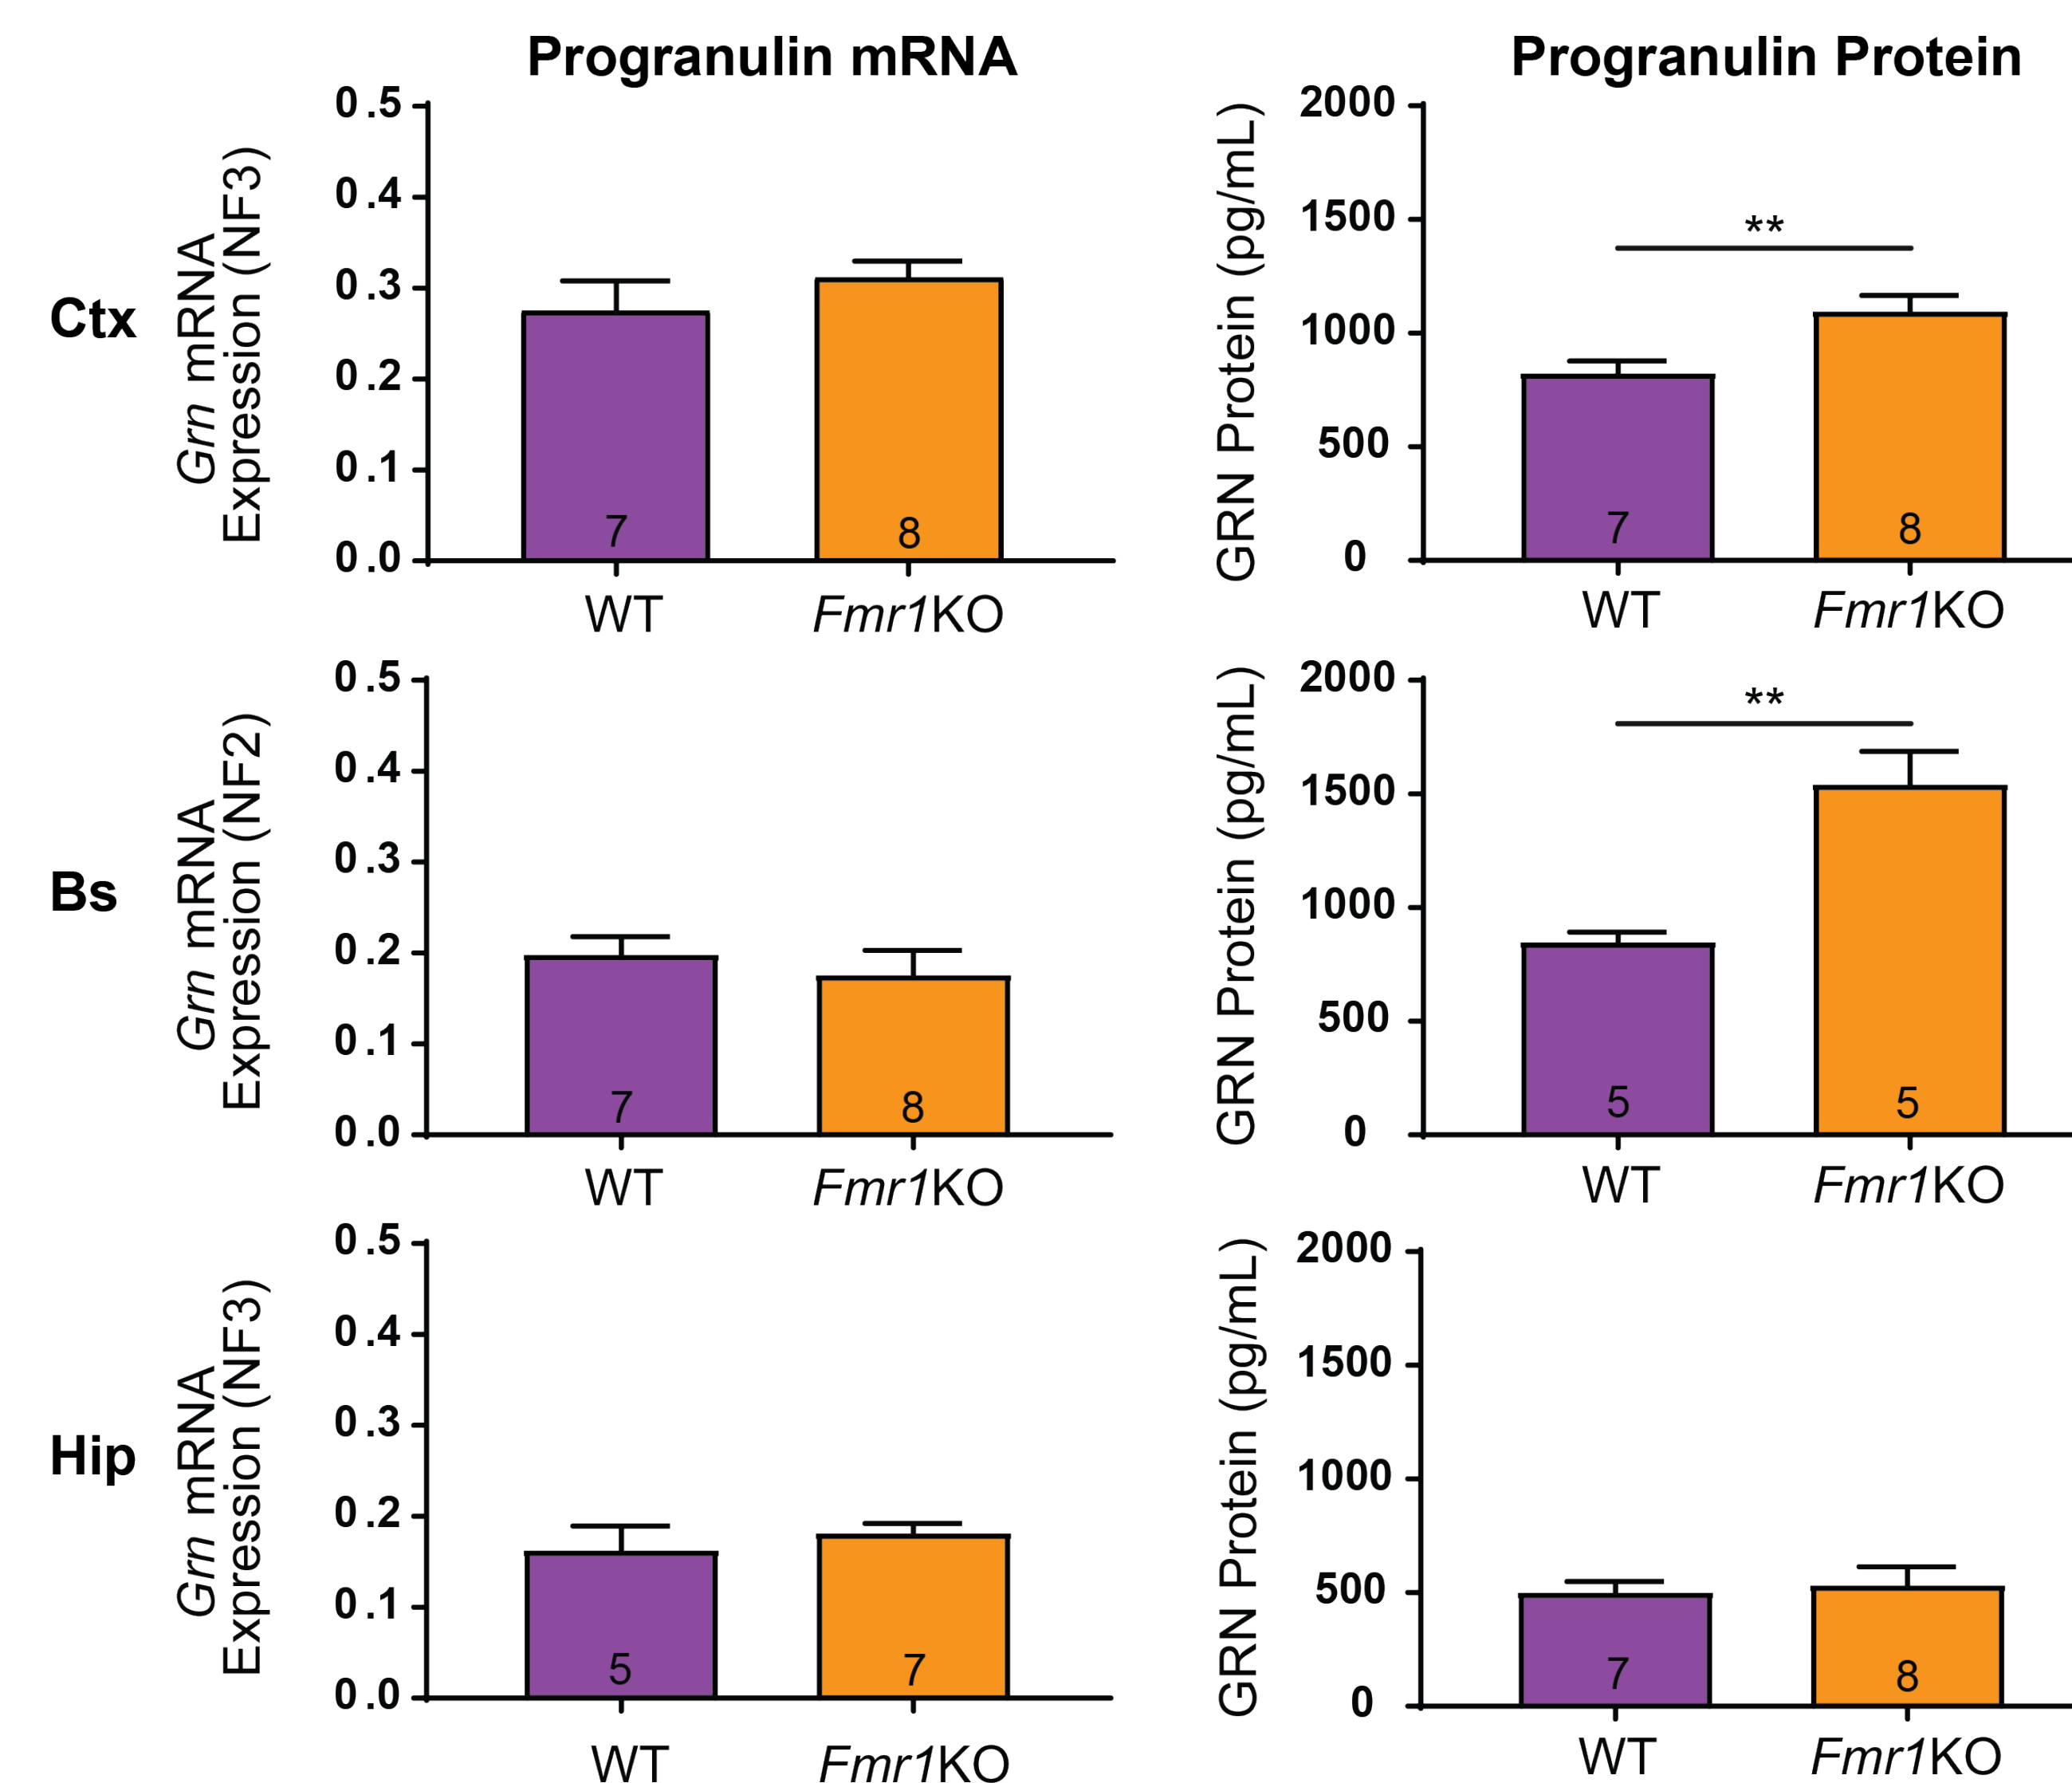 Progranulin mRNA
Progranulin Protein
Ctx
Grn mRNA
Expression (NF3)
0.5
0.4
0.3
0.2
0.1
0.0
7
8
WT
Fmr1KO
GRN Protein (pg/mL)
2000
1500
1000
500
0
**
7
8
WT
Fmr1KO
Bs
Grn mRNA
Expression (NF2)
0.5
0.4
0.3
0.2
0.1
0.0
7
8
WT
Fmr1KO
GRN Protein (pg/mL)
2000
1500
1000
500
0
**
5
5
WT
Fmr1KO
Hip
Grn mRNA
Expression (NF3)
0.5
0.4
0.3
0.2
0.1
0.0
5
7
WT
Fmr1KO
GRN Protein (pg/mL)
2000
1500
1000
500
0
7
8
WT
Fmr1KO